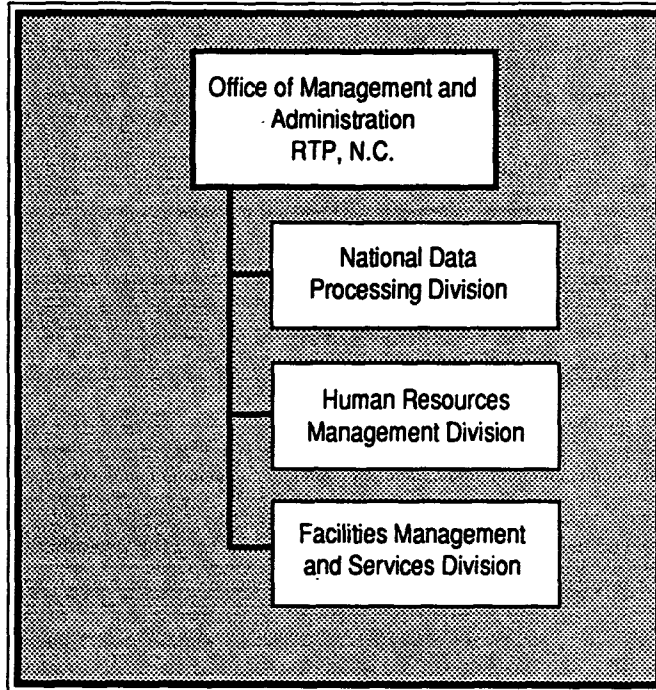 Office of Management and
Administration
RTP, N.C.
National Data
Processing Division
Human Resources
Management Division
Facilities Management
and Services Division